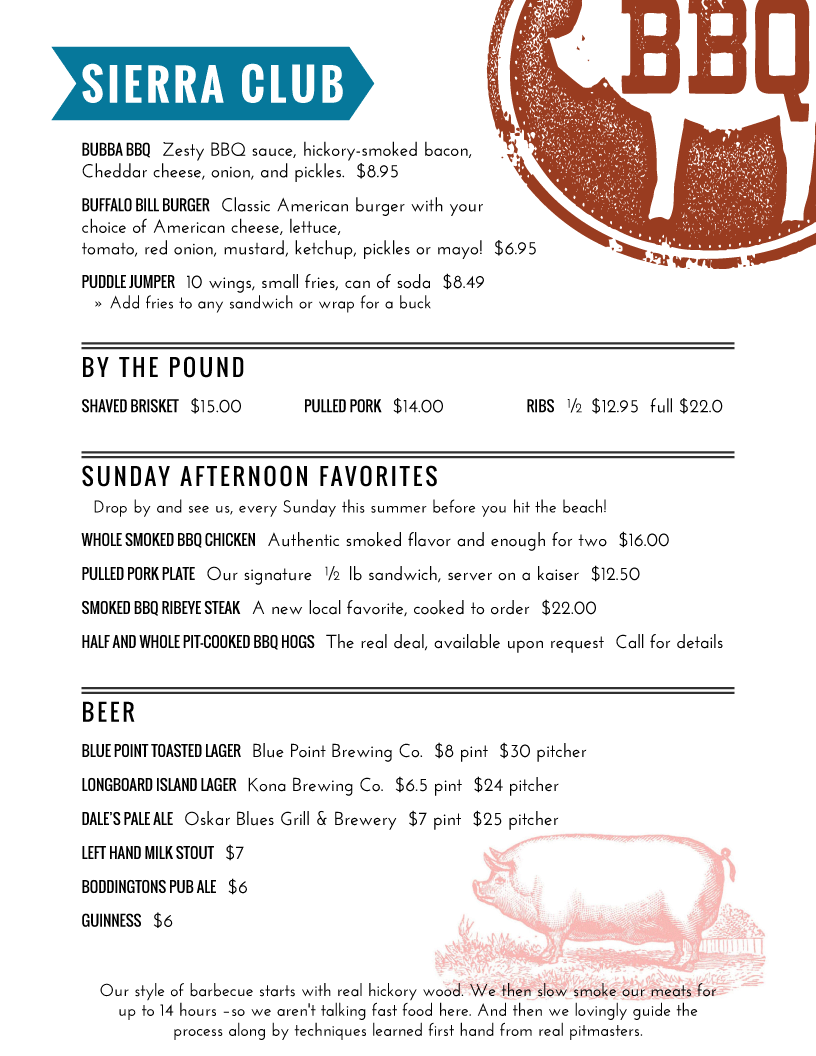 BBQ
SIERRA CLUB
BUBBA BBQ Zesty BBQ sauce, hickory-smoked bacon,
Cheddar cheese, onion, and pickles. $8.95
BUFFALO BILL BURGER Classic American burger with your
choice of American cheese, lettuce,
tomato, red onion, mustard, ketchup, pickles or mayo! $6.95
PUDDLE JUMPER 10 wings, small fries, can of soda $8.49
» Add fries to any sandwich or wrap for a buck
BY THE POUND
SHAVED BRISKET $15.00 PULLED PORK $14.00 RIBS ½ $12.95 full $22.0
SUNDAY AFTERNOON FAVORITES
Drop by and see us, every Sunday this summer before you hit the beach!
WHOLE SMOKED BBQ CHICKEN Authentic smoked flavor and enough for two $16.00
PULLED PORK PLATE Our signature ½ lb sandwich, server on a kaiser $12.50
SMOKED BBQ RIBEYE STEAK A new local favorite, cooked to order $22.00
HALF AND WHOLE PIT-COOKED BBQ HOGS The real deal, available upon request Call for details
BEER
BLUE POINT TOASTED LAGER Blue Point Brewing Co. $8 pint $30 pitcher
LONGBOARD ISLAND LAGER Kona Brewing Co. $6.5 pint $24 pitcher
DALE'S PALE ALE Oskar Blues Grill & Brewery $7 pint $25 pitcher
LEFT HAND MILK STOUT $7
BODDINGTONS PUB ALE $6
GUINNESS $6
Our style of barbecue starts with real hickory wood. We then slow smoke our meats for
up to 14 hours –so we aren't talking fast food here. And then we lovingly guide the
process along by techniques learned first hand from real pitmasters.